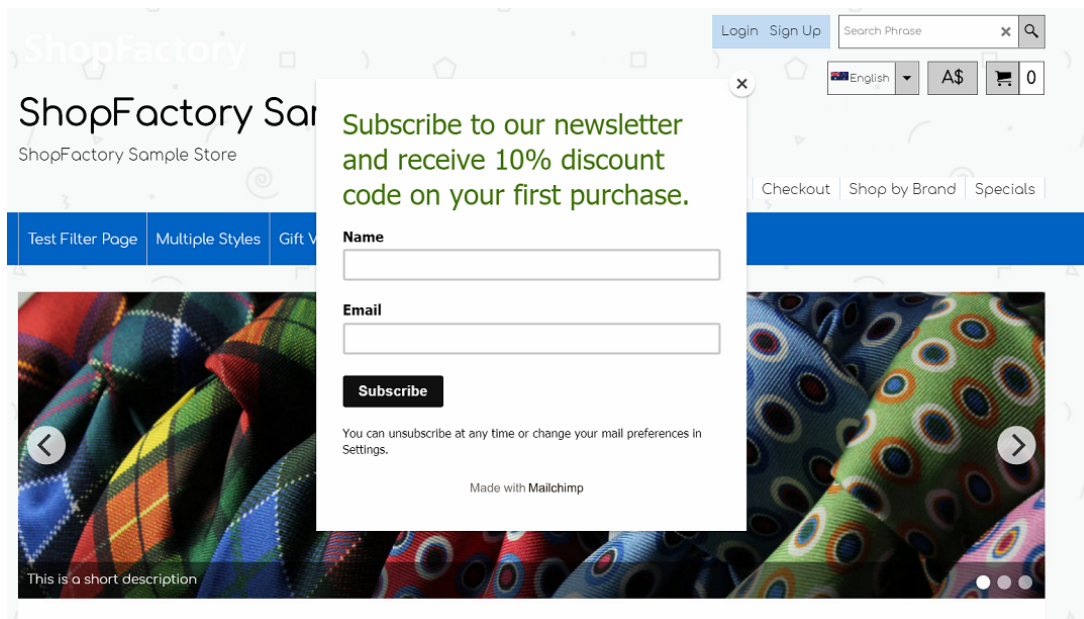 ShopFactory
Login Sign Up
Search Phrase
English
A$
0
ShopFactory Sa
ShopFactory Sample Store
Checkout
Shop by Brand
Specials
Test Filter Page
Multiple Styles
Gift V
Subscribe to our newsletter
and receive 10% discount
code on your first purchase.
Name
Email
Subscribe
You can unsubscribe at any time or change your mail preferences in
Settings.
Made with Mailchimp
This is a short description